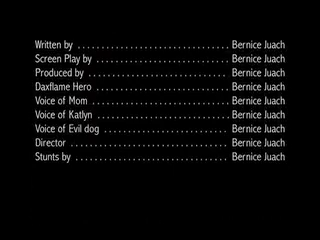 Written by ............................... Bernice Juach
Screen Play by ........................... Bernice Juach
Produced by ............................ Bernice Juach
Daxflame Hero ........................... Bernice Juach
Voice of Mom ............................ Bernice Juach
Voice of Katlyn ........................... Bernice Juach
Voice of Evil dog ......................... Bernice Juach
Director ................................ Bernice Juach
Stunts by ............................... Bernice Juach